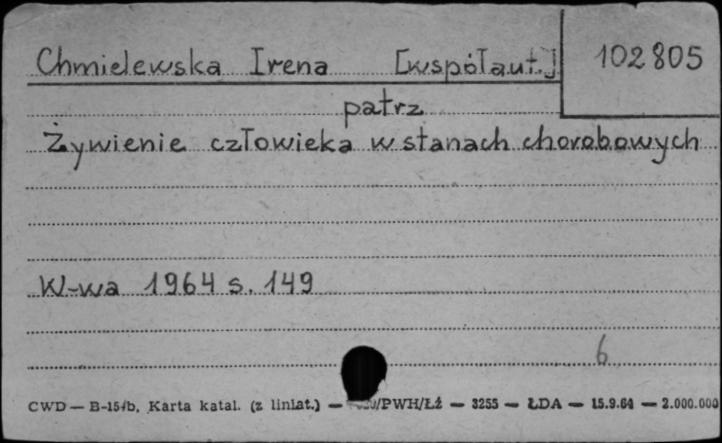 Chmielewska Irena [współaut.] 102805
patrz
Żywienie człowieka w stanach chorobowych
W-wa 1964 s. 149
6
CWD — B-15/b, Karta katal. (z liniat.) — /PWH/Łź — 3255 — ŁDA — 15.9.64 — 2.000.000